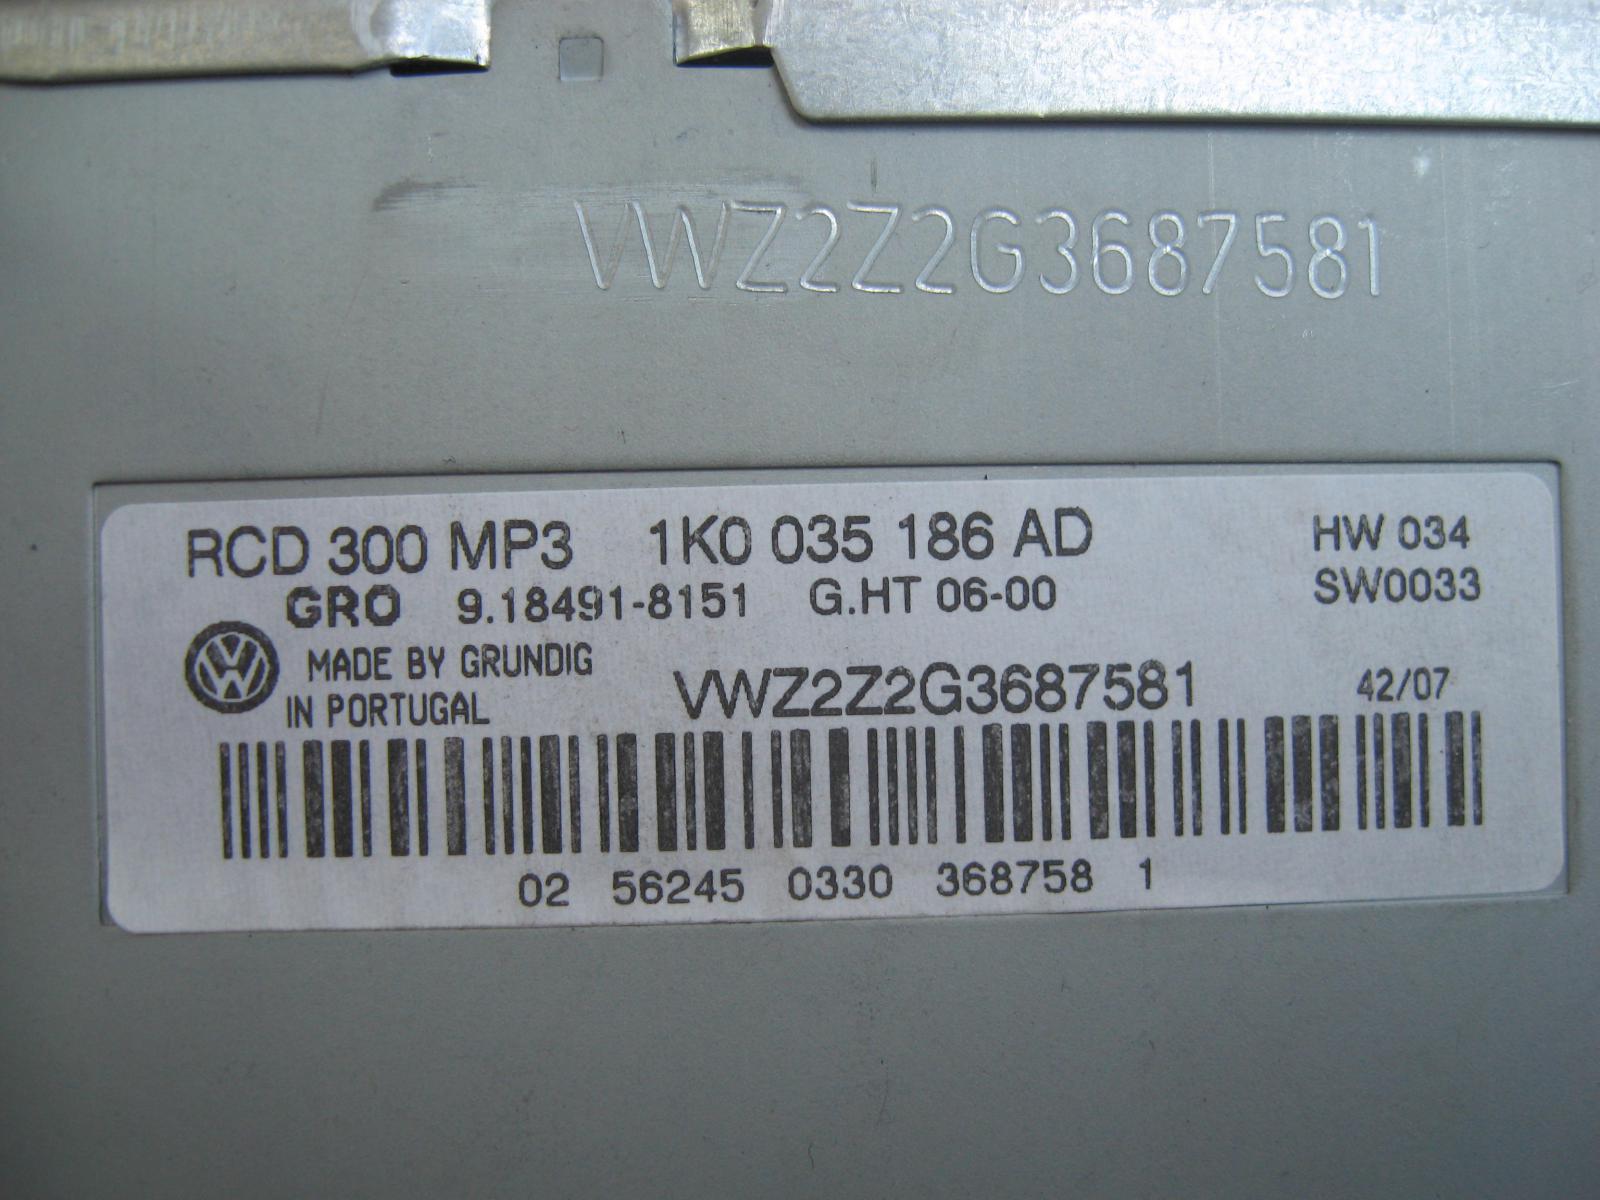 VWZ2Z2G3687581
RCD 300 MP3 1K0 035 186 AD HW 034
GRO 9.18491-8151 G.HT 06-00 SW0033
MADE BY GRUNDIG
IN PORTUGAL VWZ2Z2G3687581 42/07
02 56245 0330 368758 1